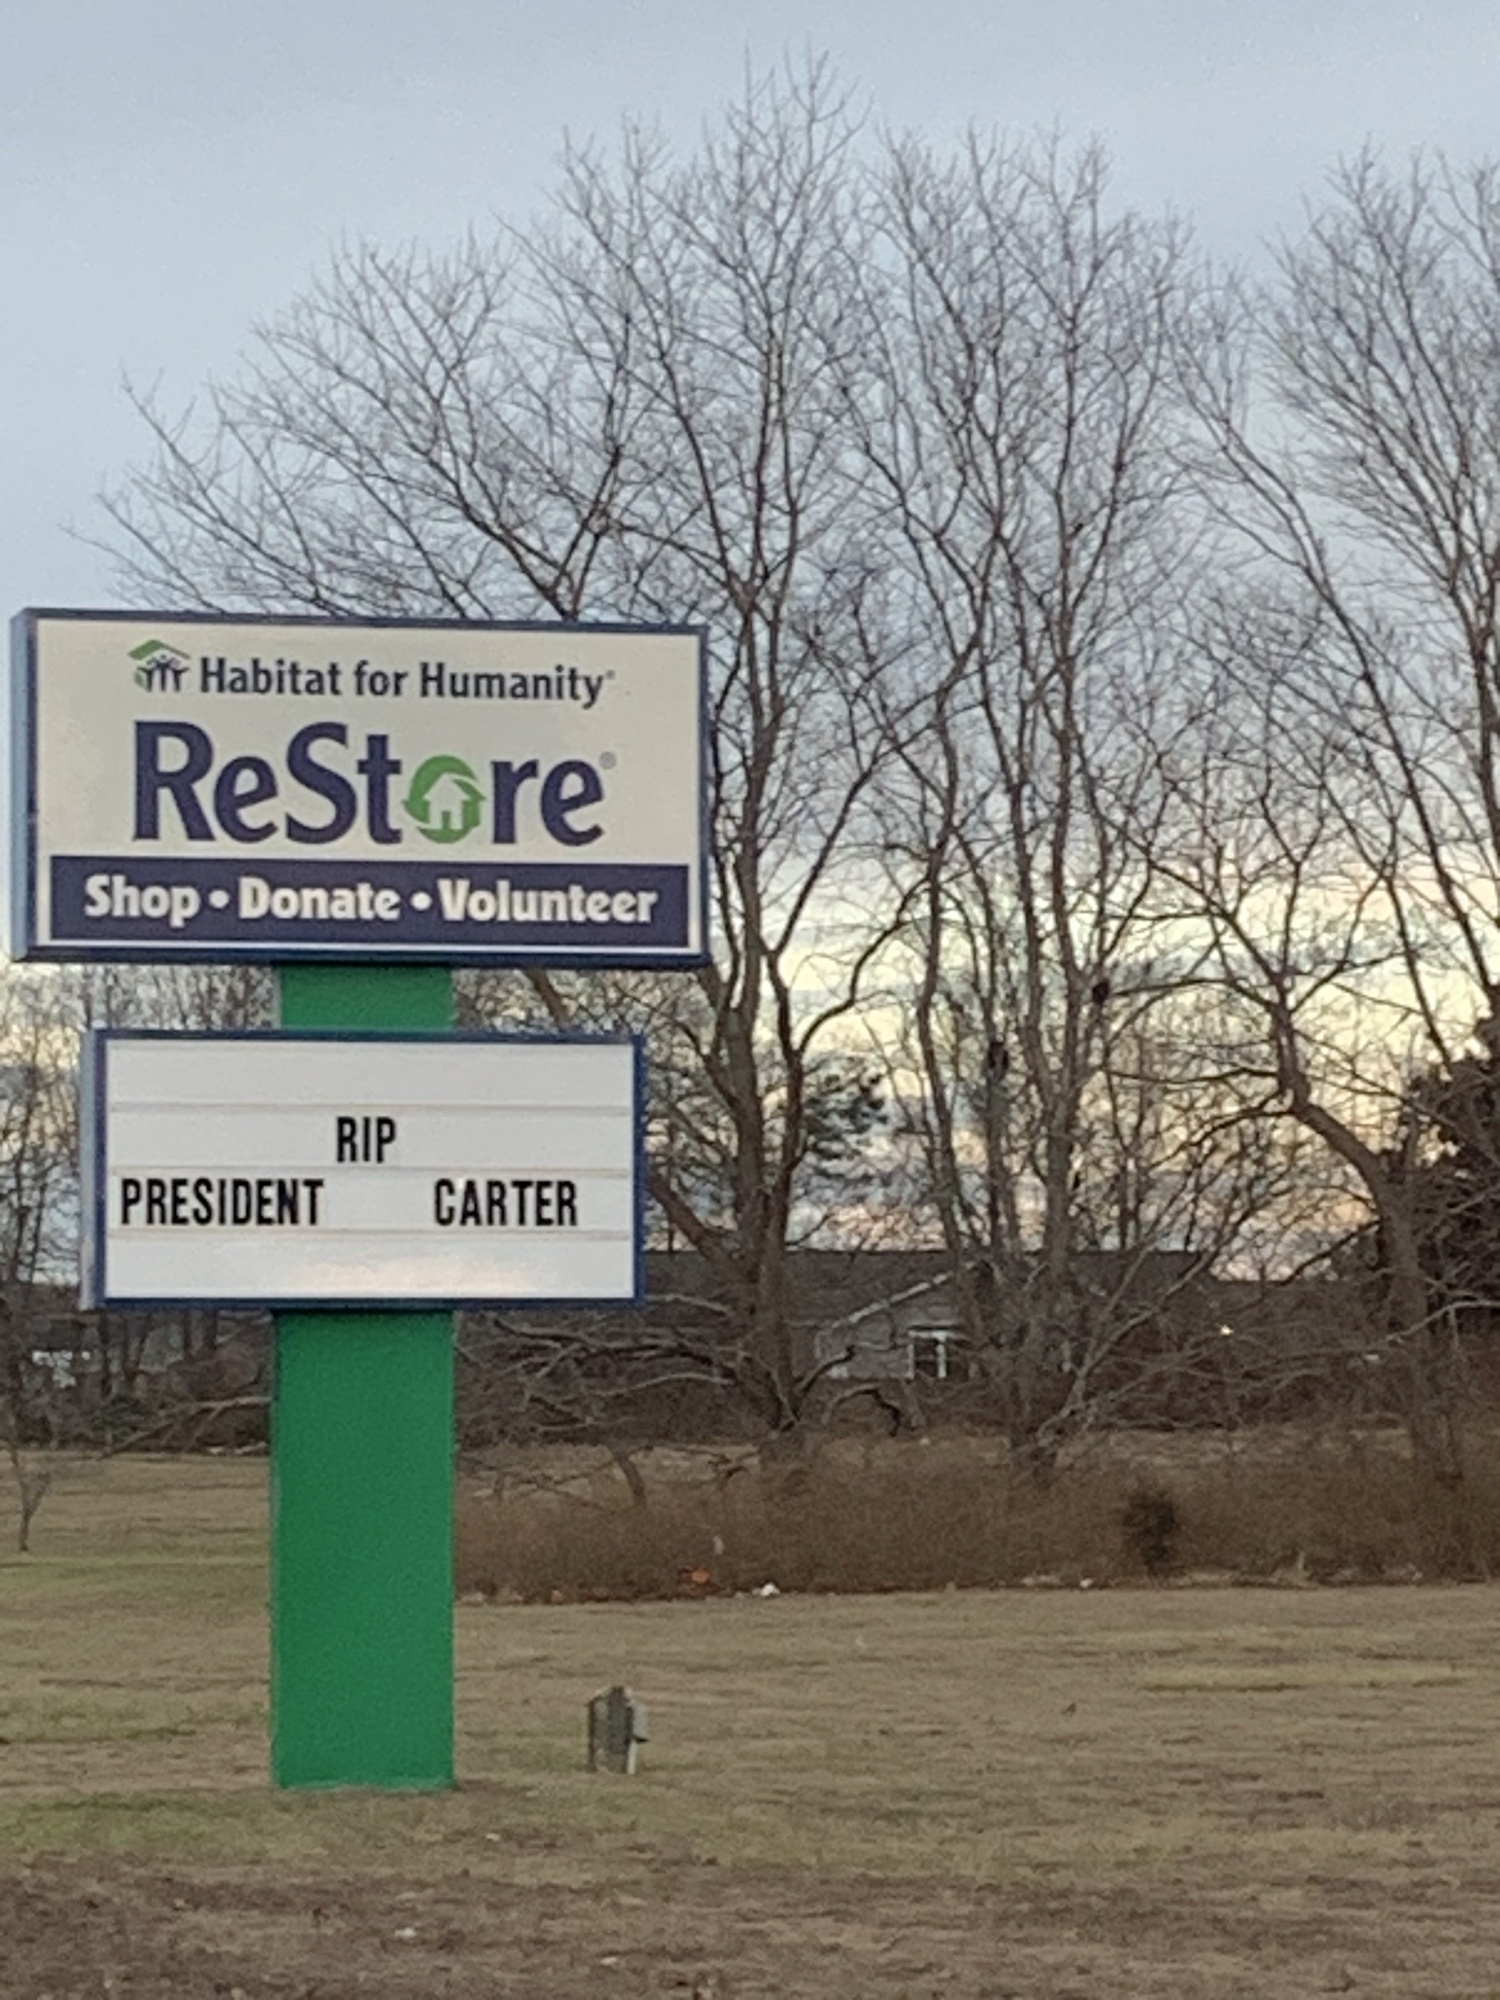 Habitat for Humanity®
ReStore®
Shop • Donate • Volunteer
RIP
PRESIDENT CARTER